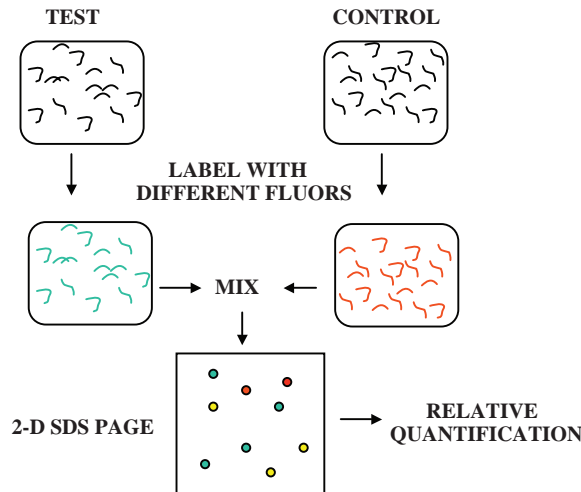 TEST
CONTROL
LABEL WITH
DIFFERENT FLUORS
MIX
2-D SDS PAGE
RELATIVE
QUANTIFICATION